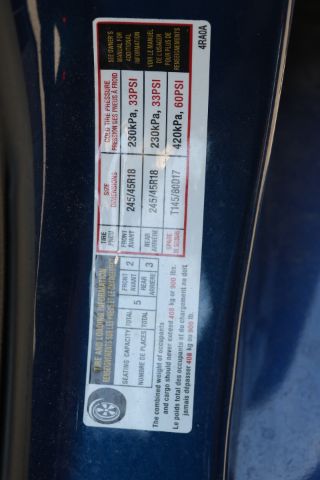 TIRE AND LOADING INFORMATION
RENSEIGNEMENTS SUR LES PNEUS ET LE CHARGEMENT
SEATING CAPACITY TOTAL 5 FRONT AVANT 2 REAR ARRIÈRE 3
NOMBRE DE PLACES TOTAL
The combined weight of occupants
and cargo should never exceed 408 kg or 900 lbs.
Le poids total des occupants et du chargement ne doit
jamais dépasser 408 kg ou 900 lb.
TIRE SIZE COLD TIRE PRESSURE
PNEU DIMENSIONS PRESSION DES PNEUS À FROID
FRONT AVANT 245/45R18 230kPa, 33PSI
REAR ARRIÈRE 245/45R18 230kPa, 33PSI
SPARE DE SECOURS T145/80D17 420kPa, 60PSI
SEE OWNER'S
MANUAL FOR
ADDITIONAL
INFORMATION
VOIR LE MANUEL
DE L'USAGER
POUR PLUS DE
RENSEIGNEMENTS
4RA0A